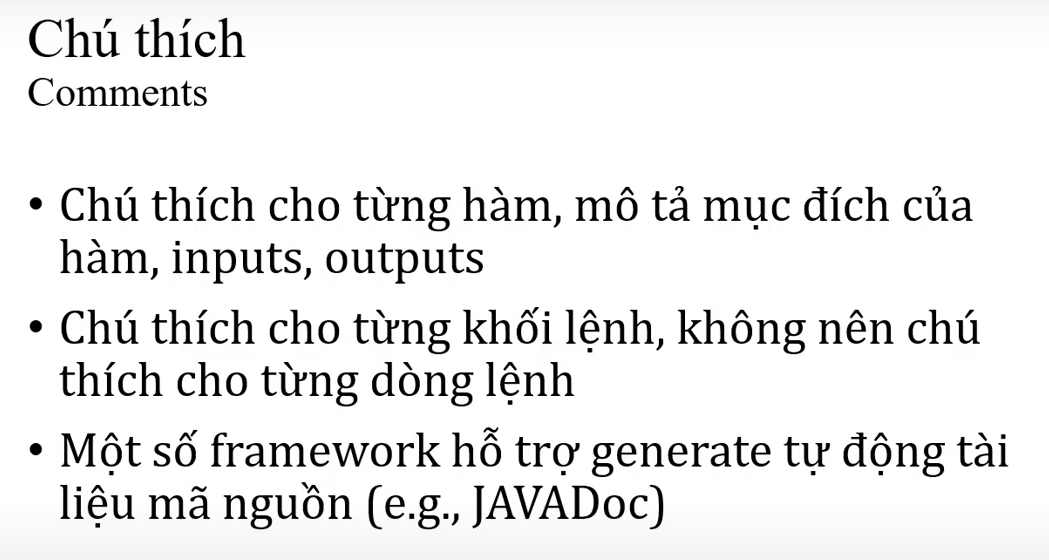 Chú thích
Comments
• Chú thích cho từng hàm, mô tả mục đích của
hàm, inputs, outputs
• Chú thích cho từng khối lệnh, không nên chú
thích cho từng dòng lệnh
• Một số framework hỗ trợ generate tự động tài
liệu mã nguồn (e.g., JAVADoc)